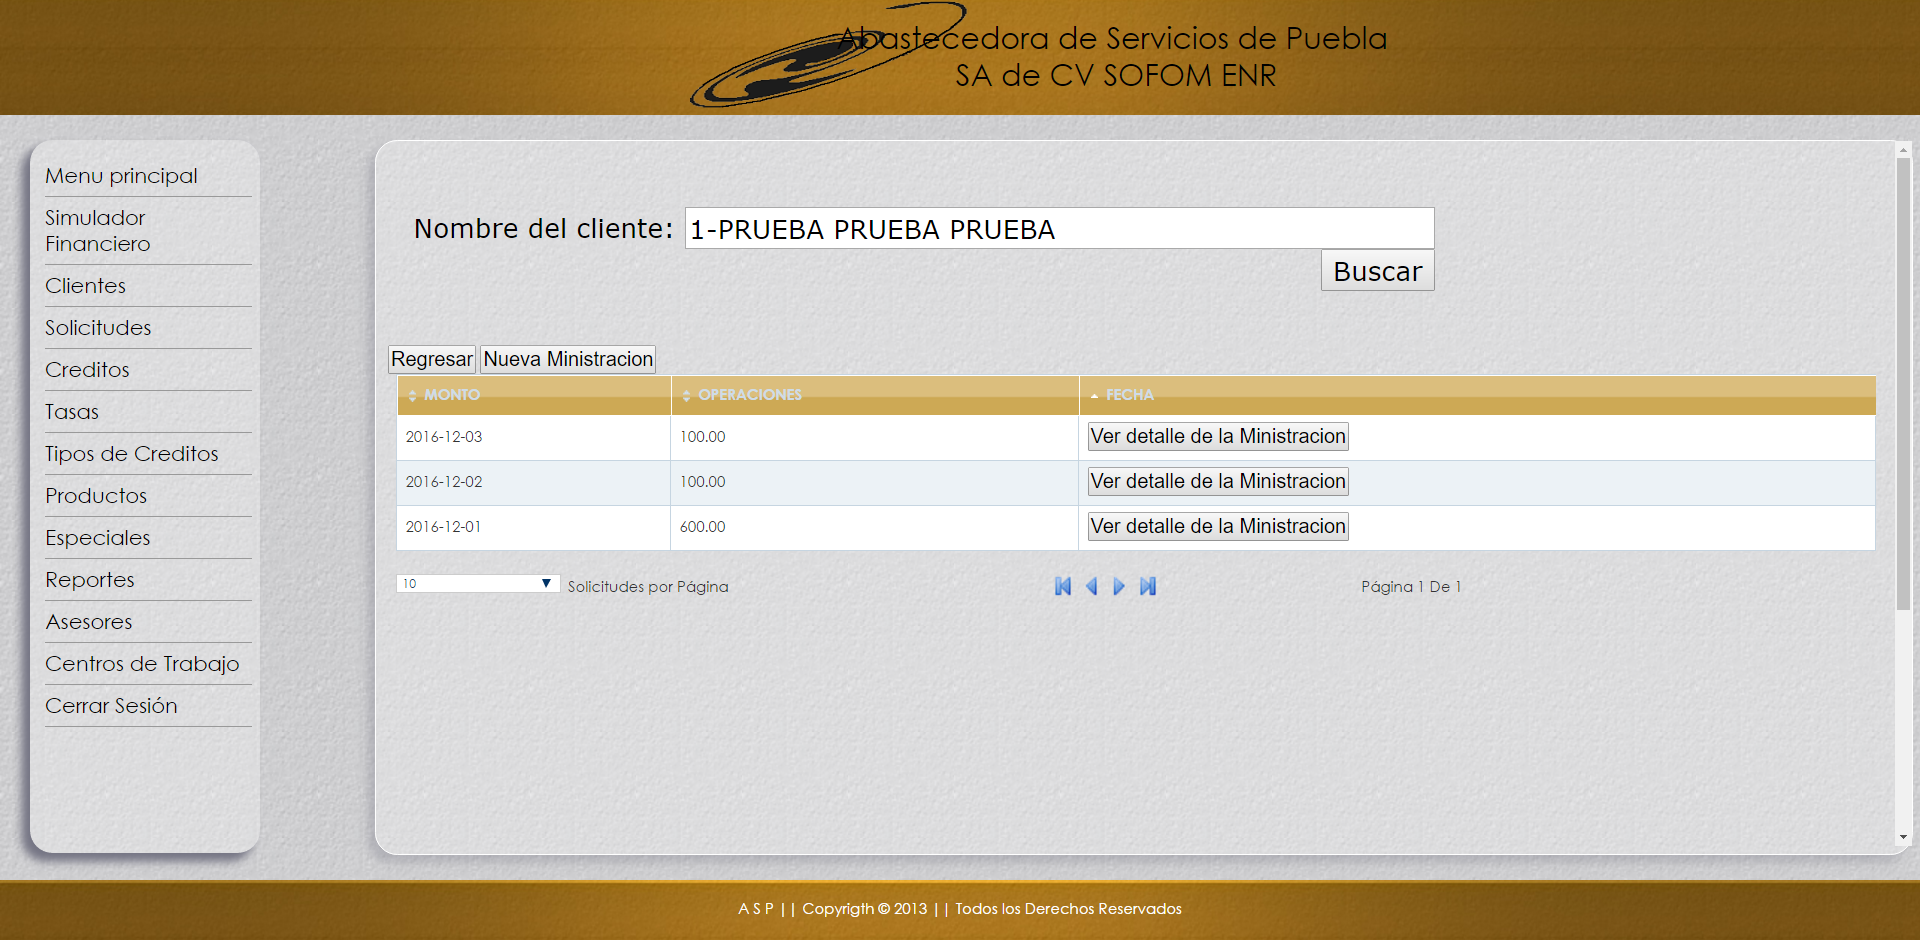 Abastecedora de Servicios de Puebla
SA de CV SOFOM ENR
Menu principal
Simulador
Financiero
Clientes
Solicitudes
Creditos
Tasas
Tipos de Creditos
Productos
Especiales
Reportes
Asesores
Centros de Trabajo
Cerrar Sesión
Nombre del cliente: 1-PRUEBA PRUEBA PRUEBA
Buscar
Regresar Nueva Ministracion
MONTO OPERACIONES FECHA
2016-12-03 100.00 Ver detalle de la Ministracion
2016-12-02 100.00 Ver detalle de la Ministracion
2016-12-01 600.00 Ver detalle de la Ministracion
10 Solicitudes por Página Página 1 De 1
A S P || Copyrigth © 2013 || Todos los Derechos Reservados